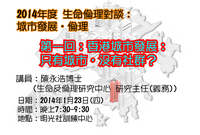 2014年度 生命倫理對談：
城市發展‧倫理
第一回：香港城市發展：
只有城市，沒有社群？
講員：陳永浩博士
（生命及倫理研究中心 研究主任(義務)）
日期：2014年1月23日(四)
時間：晚上7:30-9:30
地點：明光社訓練中心